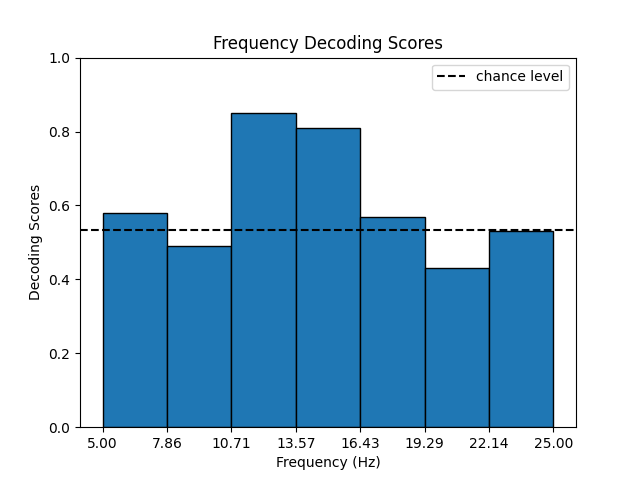 Frequency Decoding Scores
chance level
Decoding Scores
1.0
0.8
0.6
0.4
0.2
0.0
5.00 7.86 10.71 13.57 16.43 19.29 22.14 25.00
Frequency (Hz)